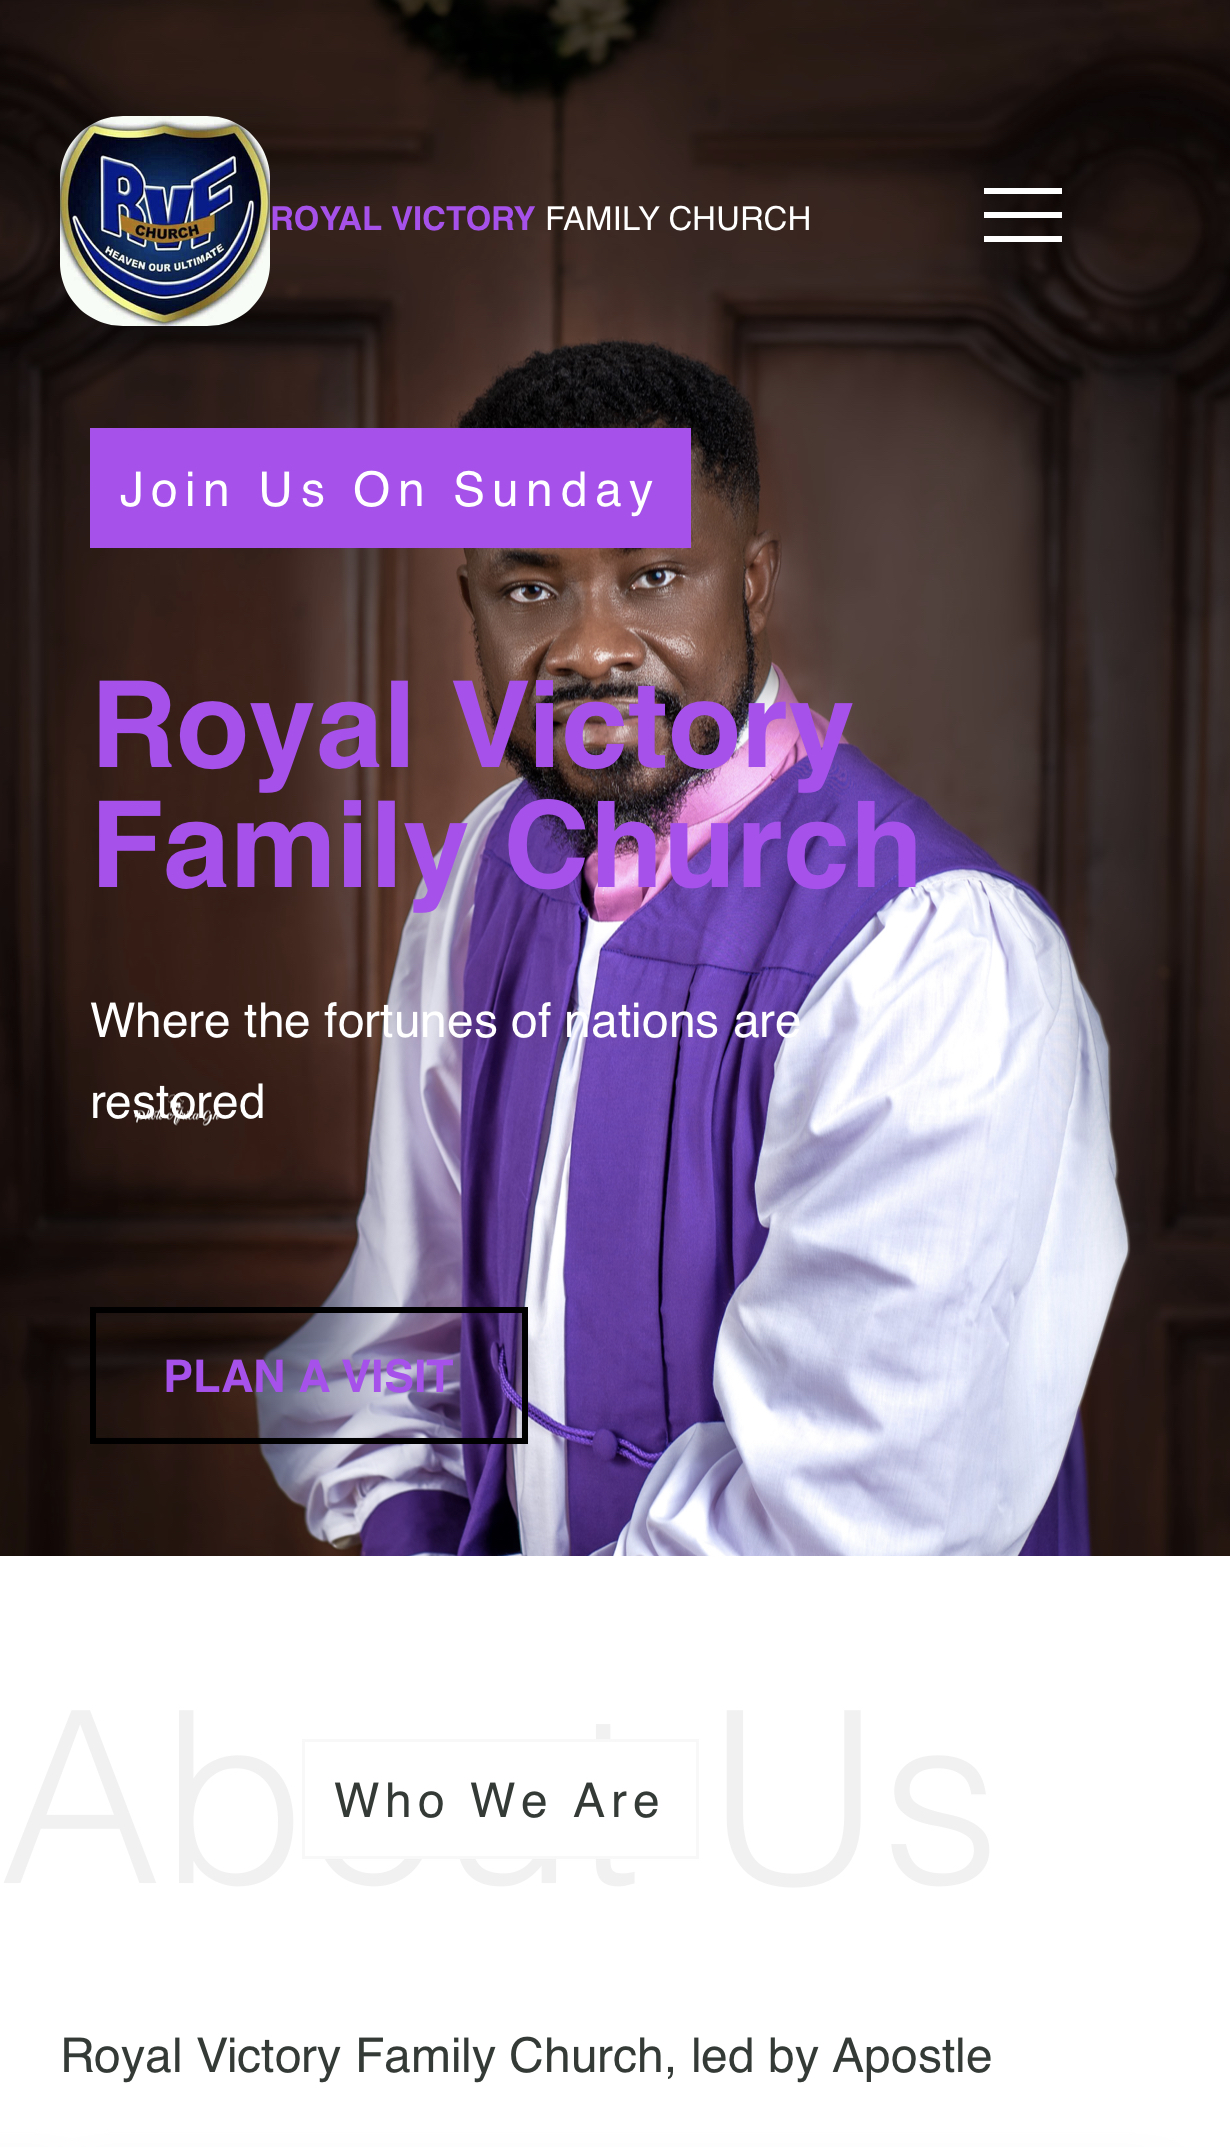 RVF
CHURCH
HEAVEN OUR ULTIMATE
ROYAL VICTORY FAMILY CHURCH
Join Us On Sunday
Royal Victory
Family Church
Where the fortunes of nations are
restored
PLAN A VISIT
About Us
Who We Are
Royal Victory Family Church, led by Apostle